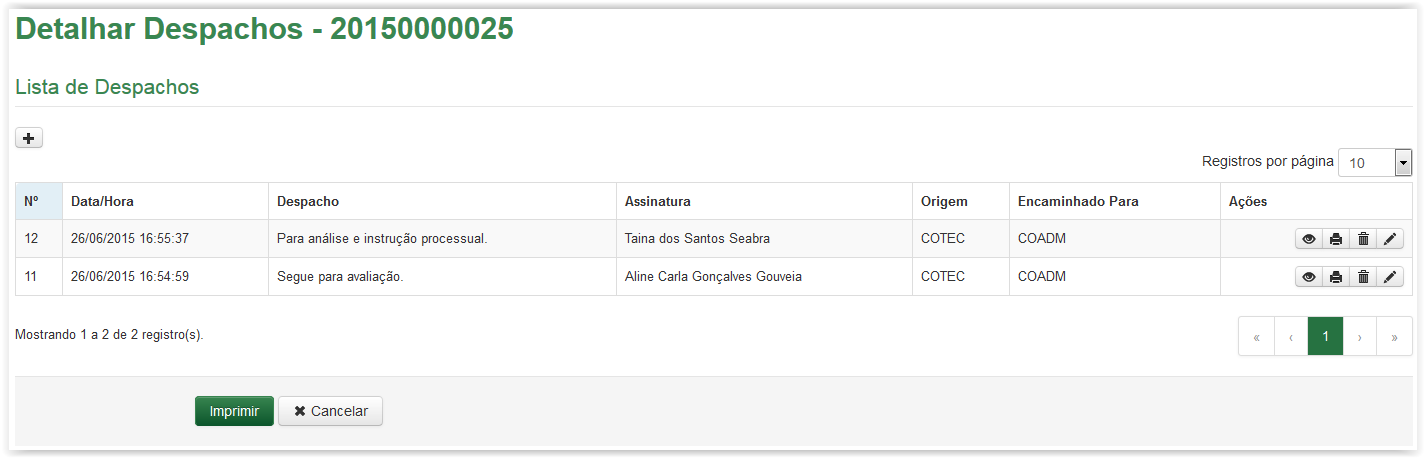 Detalhar Despachos - 20150000025
Lista de Despachos
Registros por página 10
Nº Data/Hora Despacho Assinatura Origem Encaminhado Para Ações
12 26/06/2015 16:55:37 Para análise e instrução processual. Taina dos Santos Seabra COTEC COADM
11 26/06/2015 16:54:59 Segue para avaliação. Aline Carla Gonçalves Gouveia COTEC COADM
Mostrando 1 a 2 de 2 registro(s). « ‹ 1 › »
Imprimir Cancelar